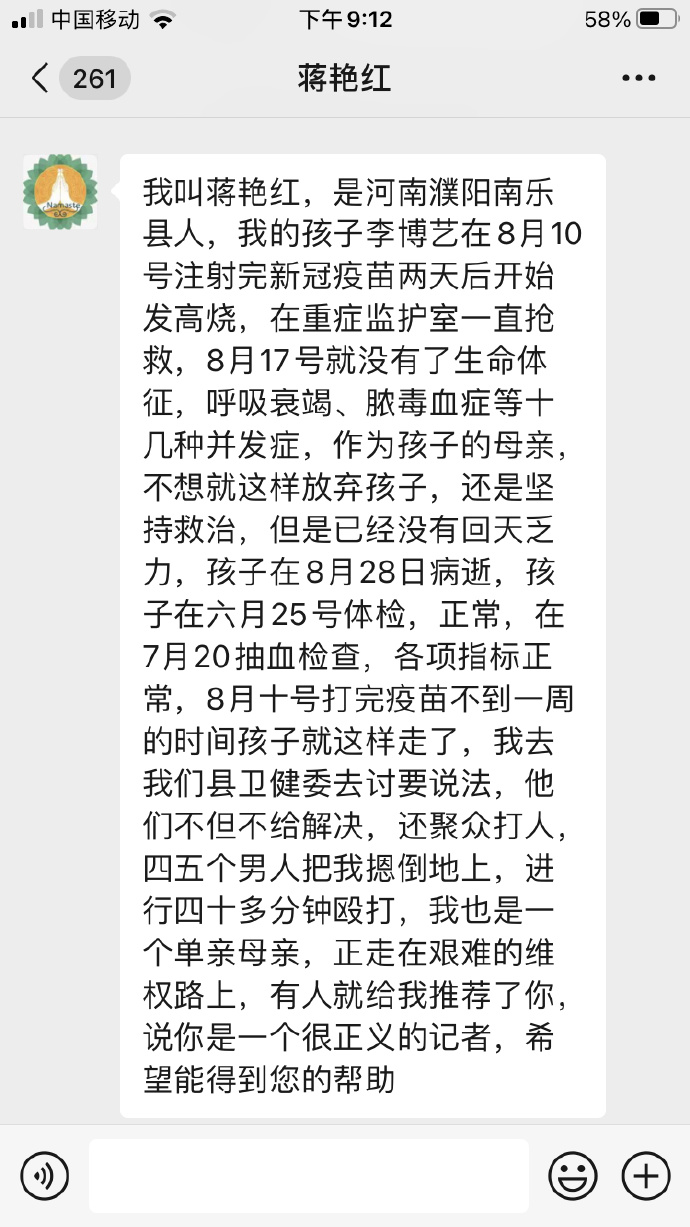 中国移动 下午9:12 58%
261 蒋艳红
Namaste
我叫蒋艳红，是河南濮阳南乐
县人，我的孩子李博艺在8月10
号注射完新冠疫苗两天后开始
发高烧，在重症监护室一直抢
救，8月17号就没有了生命体
征，呼吸衰竭、脓毒血症等十
几种并发症，作为孩子的母亲，
不想就这样放弃孩子，还是坚
持救治，但是已经没有回天乏
力，孩子在8月28日病逝，孩
子在六月25号体检，正常，在
7月20抽血检查，各项指标正
常，8月十号打完疫苗不到一周
的时间孩子就这样走了，我去
我们县卫健委去讨要说法，他
们不但不给解决，还聚众打人，
四五个男人把我摁倒地上，进
行四十多分钟殴打，我也是一
个单亲母亲，正走在艰难的维
权路上，有人就给我推荐了你，
说你是一个很正义的记者，希
望能得到您的帮助